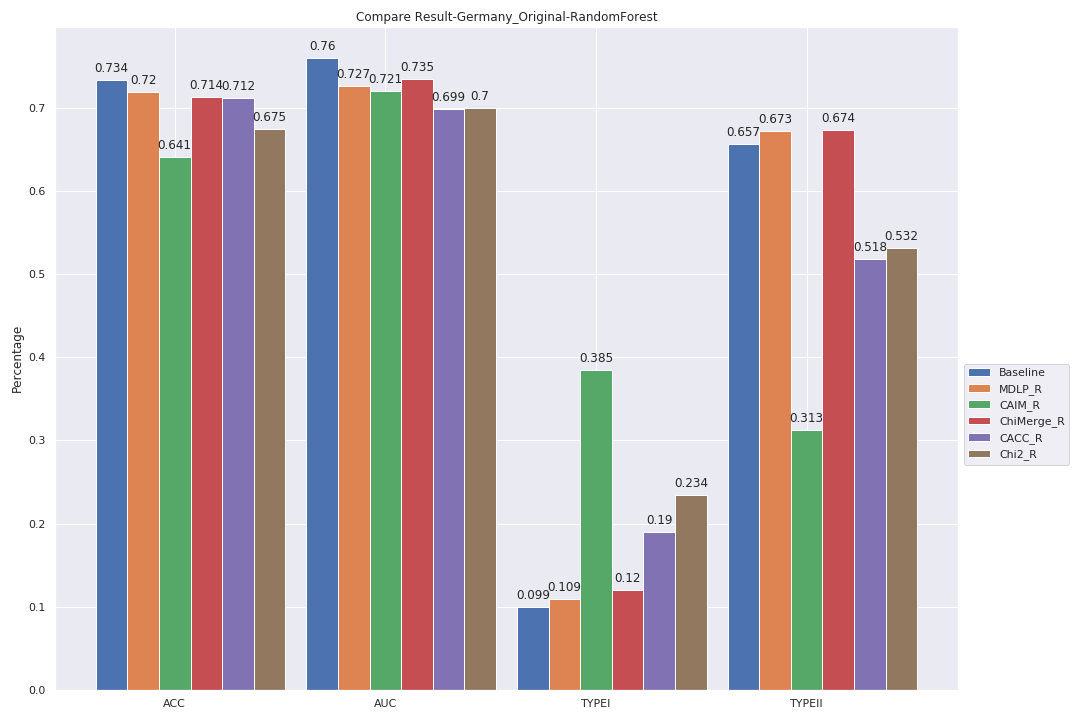 Compare Result-Germany_Original-RandomForest
Percentage
0.7
0.6
0.5
0.4
0.3
0.2
0.1
0.0
0.734
0.72
0.641
0.714
0.712
0.675
0.76
0.727
0.721
0.735
0.699
0.7
0.099
0.109
0.385
0.12
0.19
0.234
0.657
0.673
0.313
0.674
0.518
0.532
ACC
AUC
TYPEI
TYPEII
Baseline
MDLP_R
CAIM_R
ChiMerge_R
CACC_R
Chi2_R